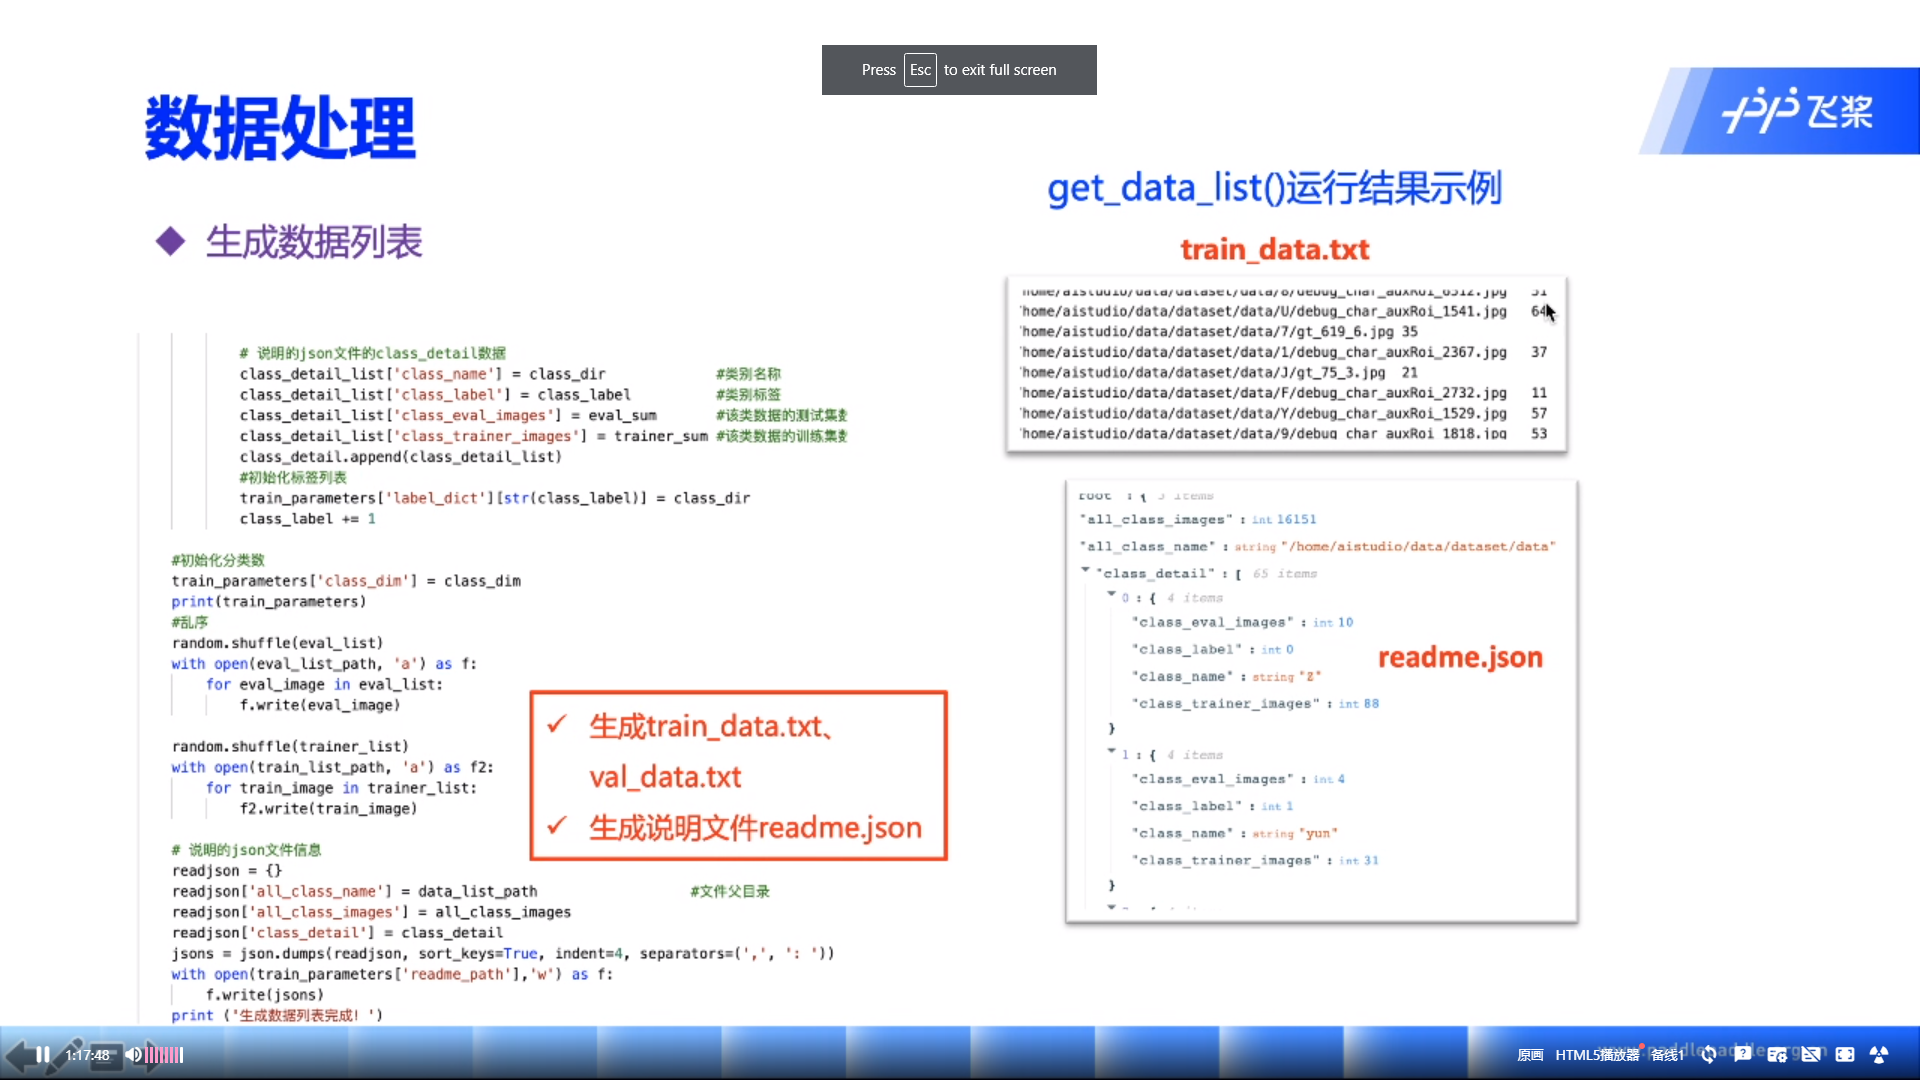 Press Esc to exit full screen
数据处理
飞桨
◆ 生成数据列表
# 说明的json文件的class_detail数据
class_detail_list['class_name'] = class_dir #类别名称
class_detail_list['class_label'] = class_label #类别标签
class_detail_list['class_eval_images'] = eval_sum #该类数据的测试集数
class_detail_list['class_trainer_images'] = trainer_sum #该类数据的训练集数
class_detail.append(class_detail_list)
#初始化标签列表
train_parameters['label_dict'][str(class_label)] = class_dir
class_label += 1
#初始化分类数
train_parameters['class_dim'] = class_dim
print(train_parameters)
#乱序
random.shuffle(eval_list)
with open(eval_list_path, 'a') as f:
for eval_image in eval_list:
f.write(eval_image)
random.shuffle(trainer_list)
with open(train_list_path, 'a') as f2:
for train_image in trainer_list:
f2.write(train_image)
# 说明的json文件信息
readjson = {}
readjson['all_class_name'] = data_list_path #文件父目录
readjson['all_class_images'] = all_class_images
readjson['class_detail'] = class_detail
jsons = json.dumps(readjson, sort_keys=True, indent=4, separators=(',', ': '))
with open(train_parameters['readme_path'],'w') as f:
f.write(jsons)
print ('生成数据列表完成! ')
✓ 生成train_data.txt、
val_data.txt
✓ 生成说明文件readme.json
get_data_list()运行结果示例
train_data.txt
home/aistudio/data/dataset/data/8/debug_char_auxRoi_6312.jpg 51
home/aistudio/data/dataset/data/U/debug_char_auxRoi_1541.jpg 64
home/aistudio/data/dataset/data/7/gt_619_6.jpg 35
home/aistudio/data/dataset/data/1/debug_char_auxRoi_2367.jpg 37
home/aistudio/data/dataset/data/J/gt_75_3.jpg 21
home/aistudio/data/dataset/data/F/debug_char_auxRoi_2732.jpg 11
home/aistudio/data/dataset/data/Y/debug_char_auxRoi_1529.jpg 57
home/aistudio/data/dataset/data/9/debug_char_auxRoi_1818.jpg 53
root : { 3 items
"all_class_images" : int 16151
"all_class_name" : string "/home/aistudio/data/dataset/data"
"class_detail" : [ 65 items
0 : { 4 items
"class_eval_images" : int 10
"class_label" : int 0
"class_name" : string "Z"
"class_trainer_images" : int 88
}
1 : { 4 items
"class_eval_images" : int 4
"class_label" : int 1
"class_name" : string "yun"
"class_trainer_images" : int 31
}
readme.json
1:17:48
原画 HTML5播放器 备线1